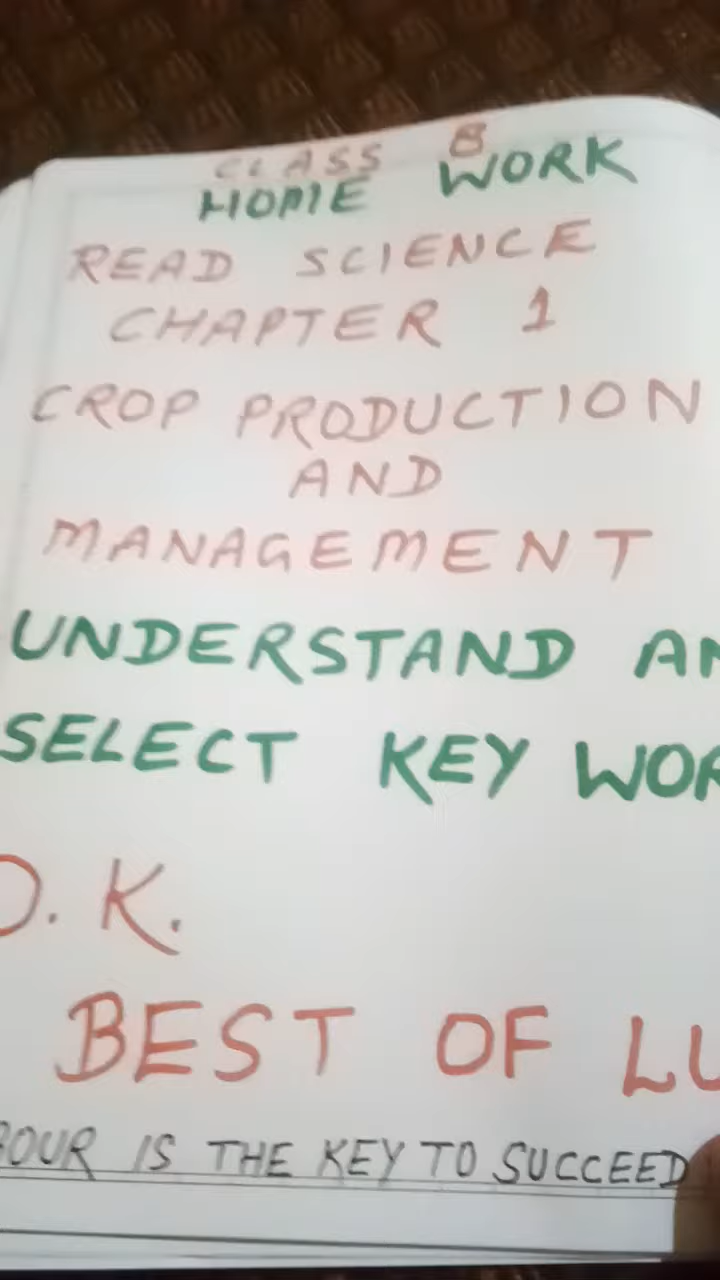 CLASS 8
HOME WORK
READ SCIENCE
CHAPTER 1
CROP PRODUCTION
AND
MANAGEMENT
UNDERSTAND AN
SELECT KEY WOR
O. K.
BEST OF LU
BOUR IS THE KEY TO SUCCEED